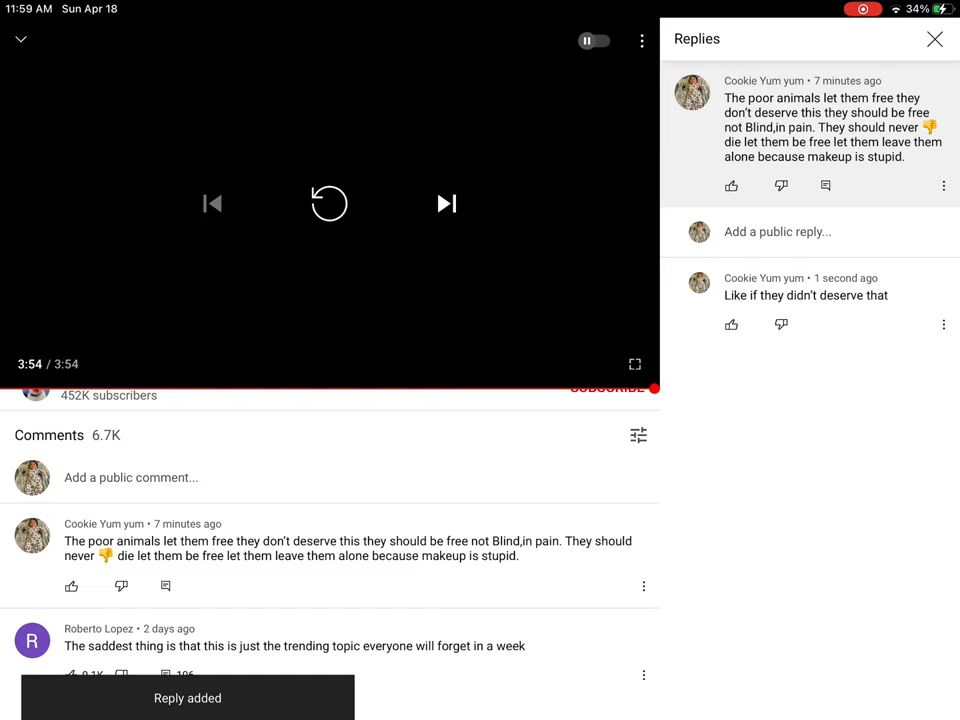 11:59 AM Sun Apr 18
34%
Replies
Cookie Yum yum • 7 minutes ago
The poor animals let them free they
don’t deserve this they should be free
not Blind,in pain. They should never 👎
die let them be free let them leave them
alone because makeup is stupid.
Add a public reply...
Cookie Yum yum • 1 second ago
Like if they didn’t deserve that
3:54 / 3:54
452K subscribers
SUBSCRIBE
Comments 6.7K
Add a public comment...
Cookie Yum yum • 7 minutes ago
The poor animals let them free they don’t deserve this they should be free not Blind,in pain. They should
never 👎 die let them be free let them leave them alone because makeup is stupid.
R
Roberto Lopez • 2 days ago
The saddest thing is that this is just the trending topic everyone will forget in a week
9.1K 196
Reply added